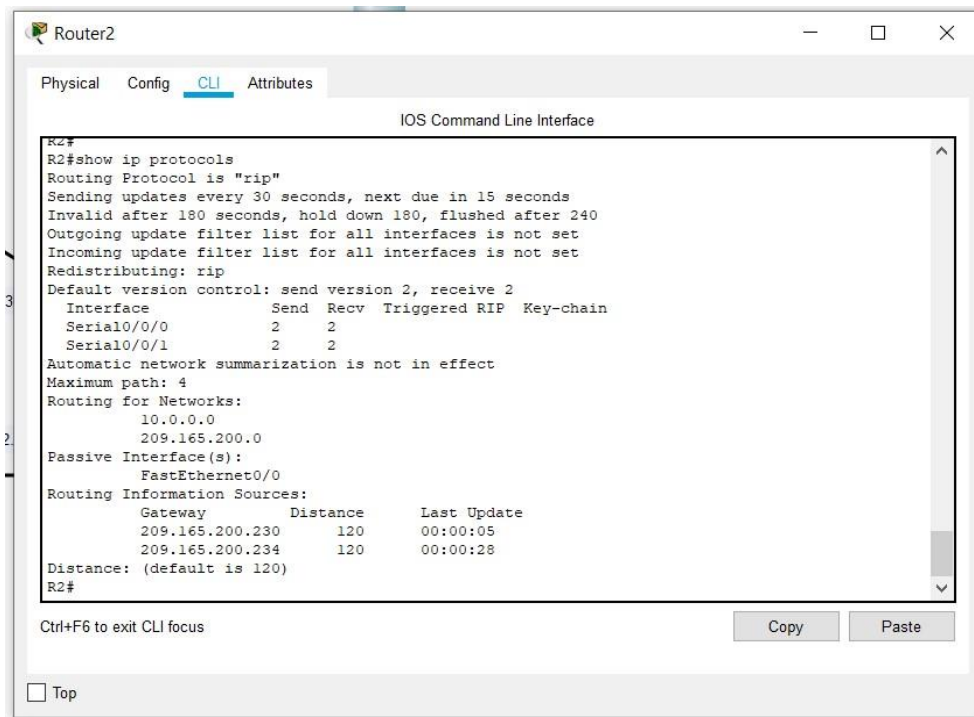 Router2
Physical Config CLI Attributes
IOS Command Line Interface
R2#
R2#show ip protocols
Routing Protocol is "rip"
Sending updates every 30 seconds, next due in 15 seconds
Invalid after 180 seconds, hold down 180, flushed after 240
Outgoing update filter list for all interfaces is not set
Incoming update filter list for all interfaces is not set
Redistributing: rip
Default version control: send version 2, receive 2
Interface Send Recv Triggered RIP Key-chain
Serial0/0/0 2 2
Serial0/0/1 2 2
Automatic network summarization is not in effect
Maximum path: 4
Routing for Networks:
10.0.0.0
209.165.200.0
Passive Interface(s):
FastEthernet0/0
Routing Information Sources:
Gateway Distance Last Update
209.165.200.230 120 00:00:05
209.165.200.234 120 00:00:28
Distance: (default is 120)
R2#
Ctrl+F6 to exit CLI focus
Copy Paste
Top
3
2.